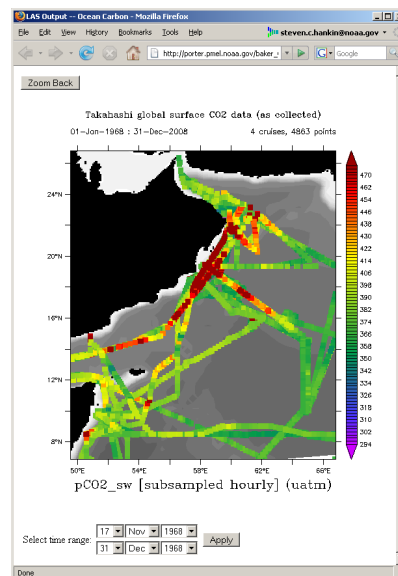 LAS Output -- Ocean Carbon - Mozilla Firefox
File Edit View History Bookmarks Tools Help steven.c.hankin@noaa.gov
http://porter.pmel.noaa.gov/baker_ Google
Zoom Back
Takahashi global surface CO2 data (as collected)
01-Jan-1968 : 31-Dec-2008 4 cruises, 4863 points
24°N
20°N
16°N
12°N
8°N
50°E 54°E 58°E 62°E 66°E
470
462
454
446
438
430
422
414
406
398
390
382
374
366
358
350
342
334
326
318
310
302
294
pCO2_sw [subsampled hourly] (uatm)
Select time range:
17 Nov 1968
31 Dec 1968
Apply
Done